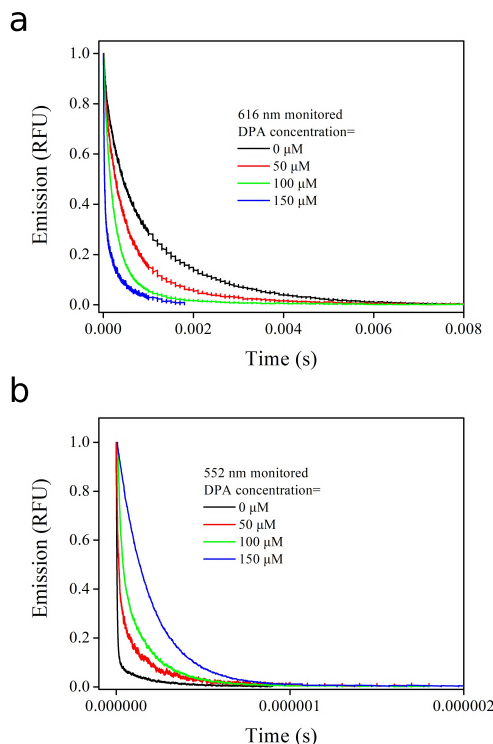 a
1.0
0.8
0.6
0.4
0.2
0.0
Emission (RFU)
616 nm monitored
DPA concentration=
0 μM
50 μM
100 μM
150 μM
0.000
0.002
0.004
0.006
0.008
Time (s)
b
1.0
0.8
0.6
0.4
0.2
0.0
Emission (RFU)
552 nm monitored
DPA concentration=
0 μM
50 μM
100 μM
150 μM
0.000000
0.000001
0.000002
Time (s)